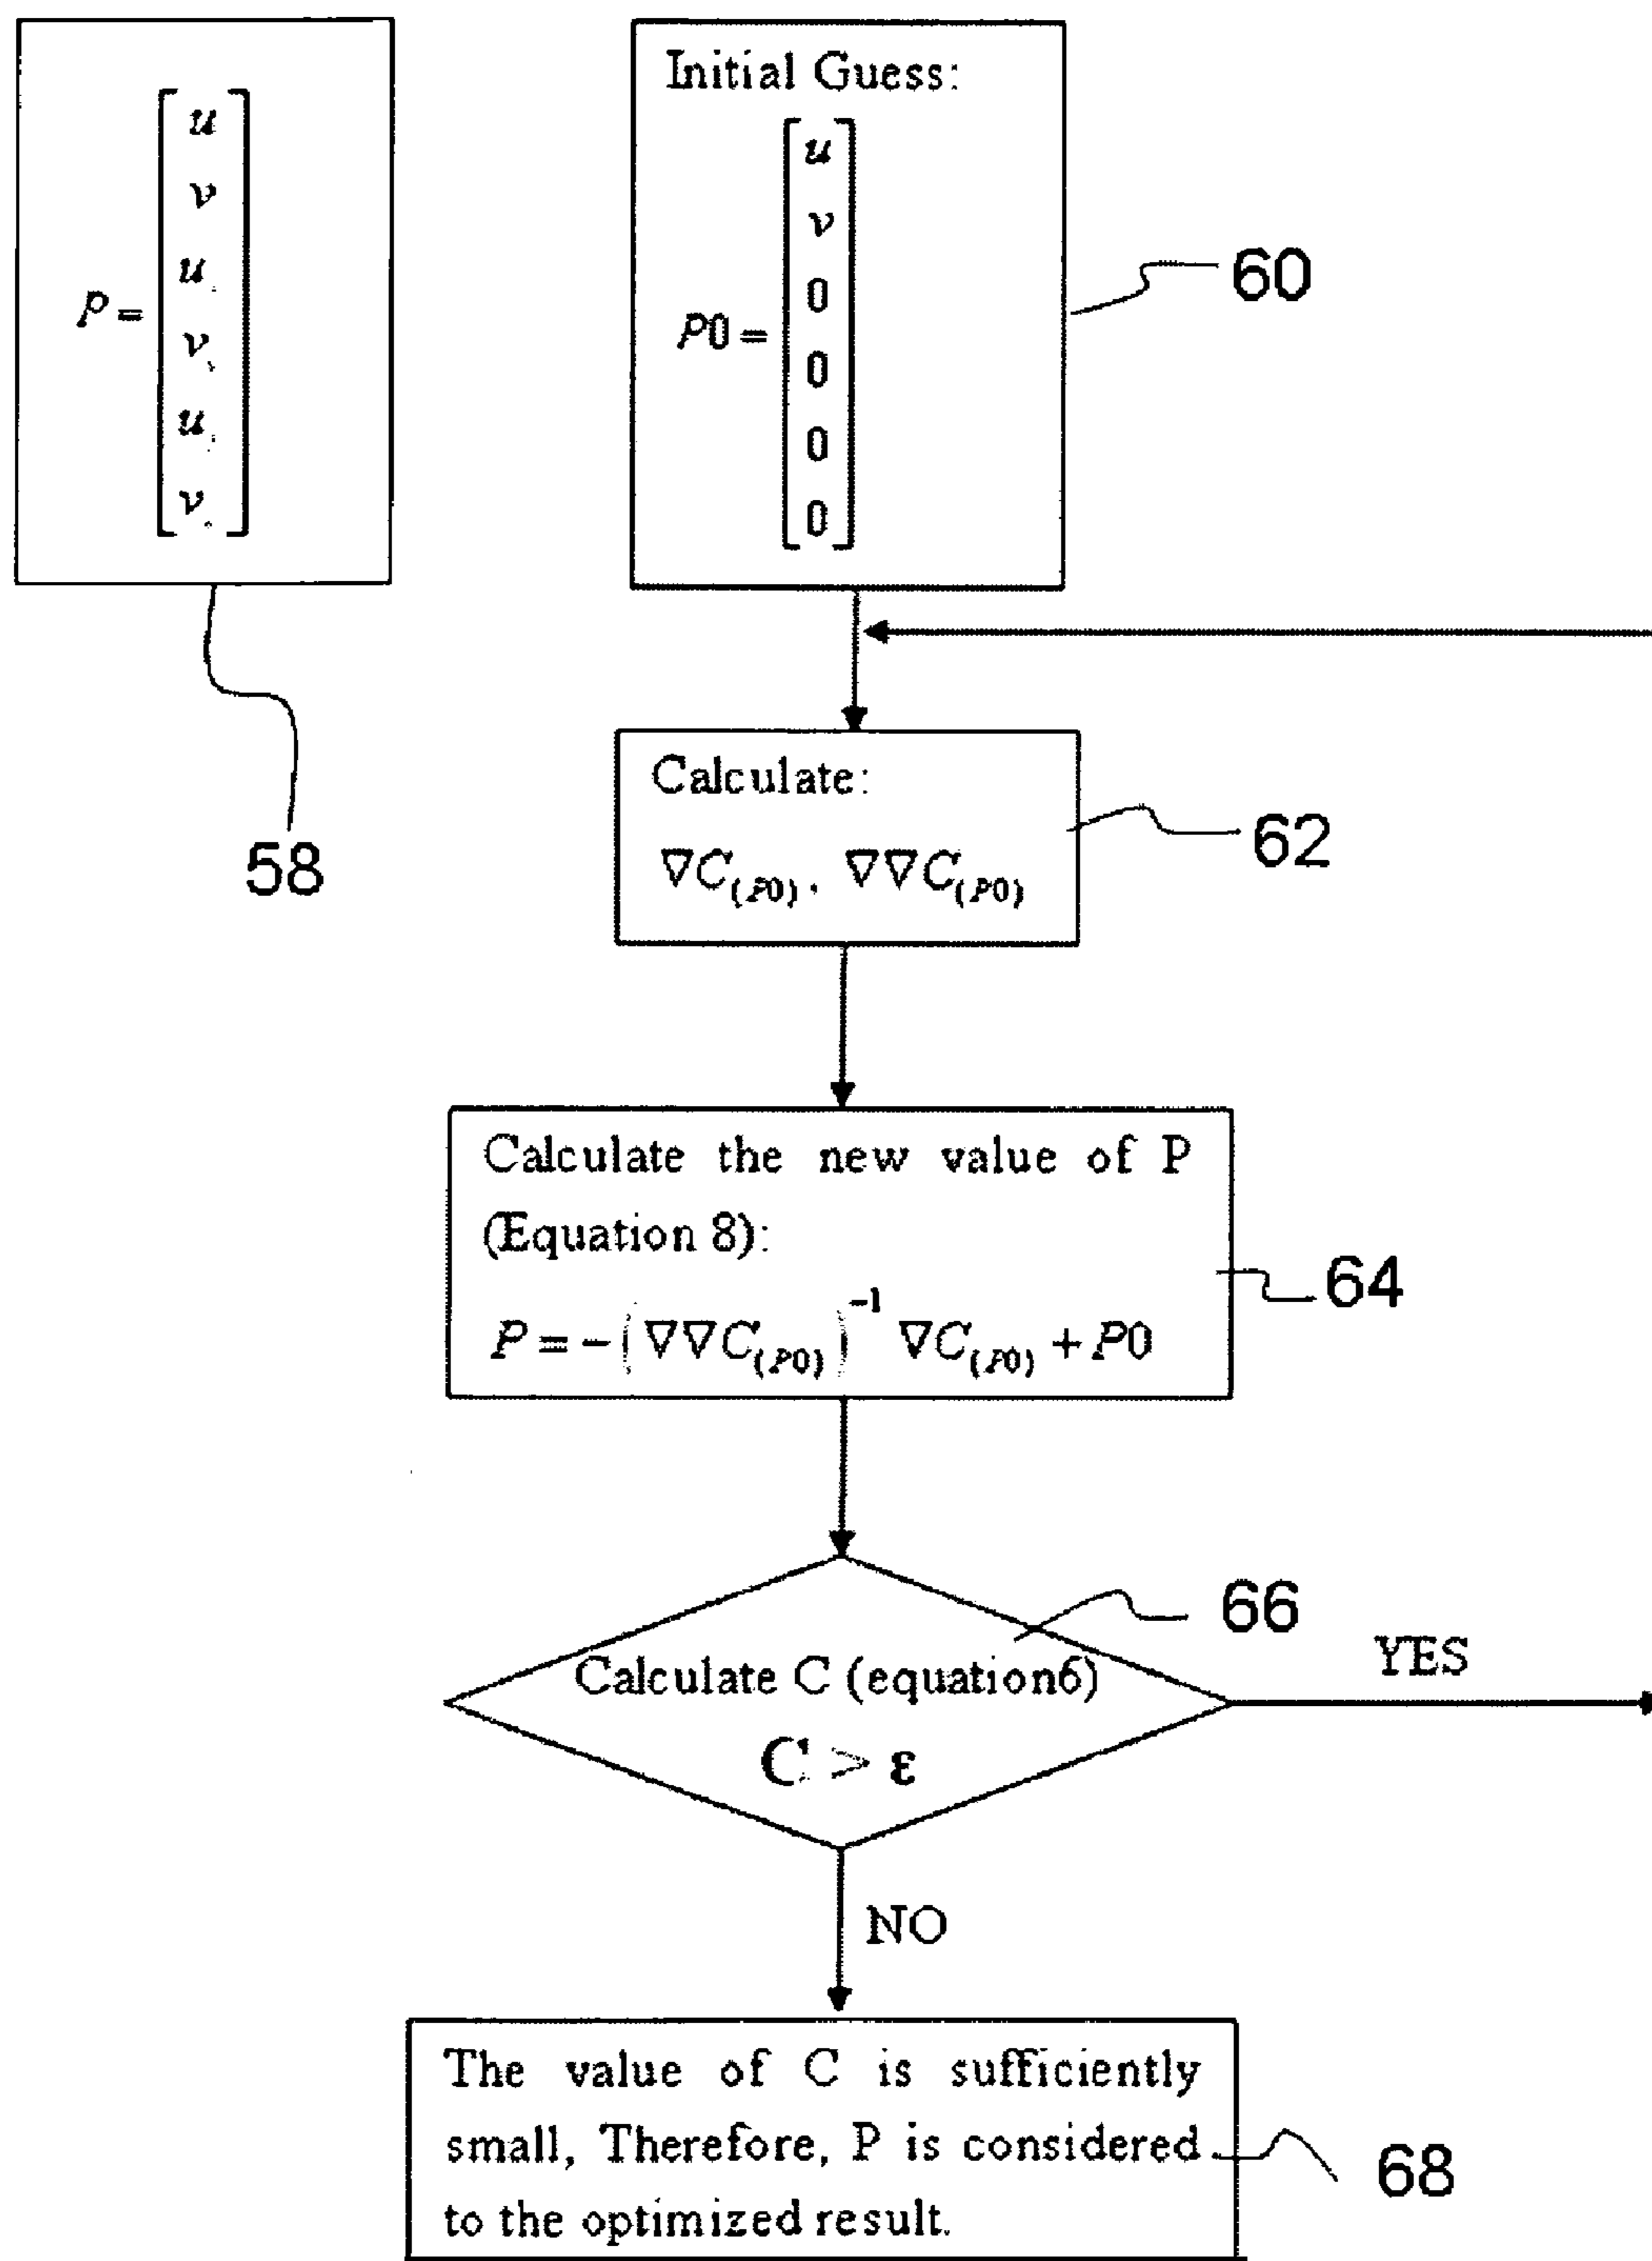 P =
u
v
u
v
u
v
58
Initial Guess:
P0 =
u
v
0
0
0
0
60
Calculate:
∇C(P0), ∇∇C(P0)
62
Calculate the new value of P
(Equation 8):
P = -(∇∇C(P0))^-1 ∇C(P0) + P0
64
66
Calculate C (equation6)
C > ε
YES
NO
The value of C is sufficiently
small, Therefore, P is considered
to the optimized result.
68